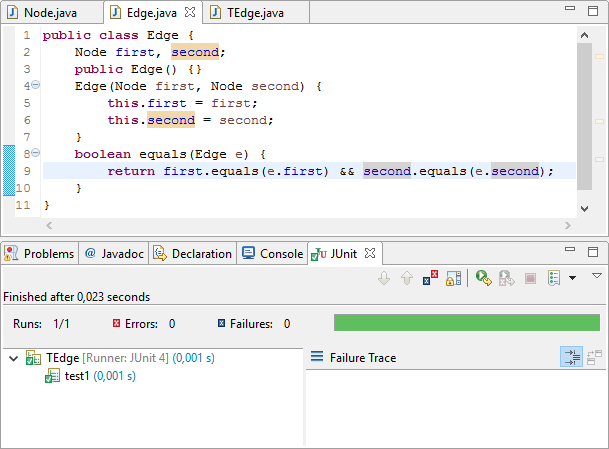 Node.java Edge.java TEdge.java
1 public class Edge {
2 Node first, second;
3 public Edge() {}
4 Edge(Node first, Node second) {
5 this.first = first;
6 this.second = second;
7 }
8 boolean equals(Edge e) {
9 return first.equals(e.first) && second.equals(e.second);
10 }
11 }
Problems @ Javadoc Declaration Console JUnit
Finished after 0,023 seconds
Runs: 1/1 Errors: 0 Failures: 0
TEdge [Runner: JUnit 4] (0,001 s) Failure Trace
test1 (0,001 s)